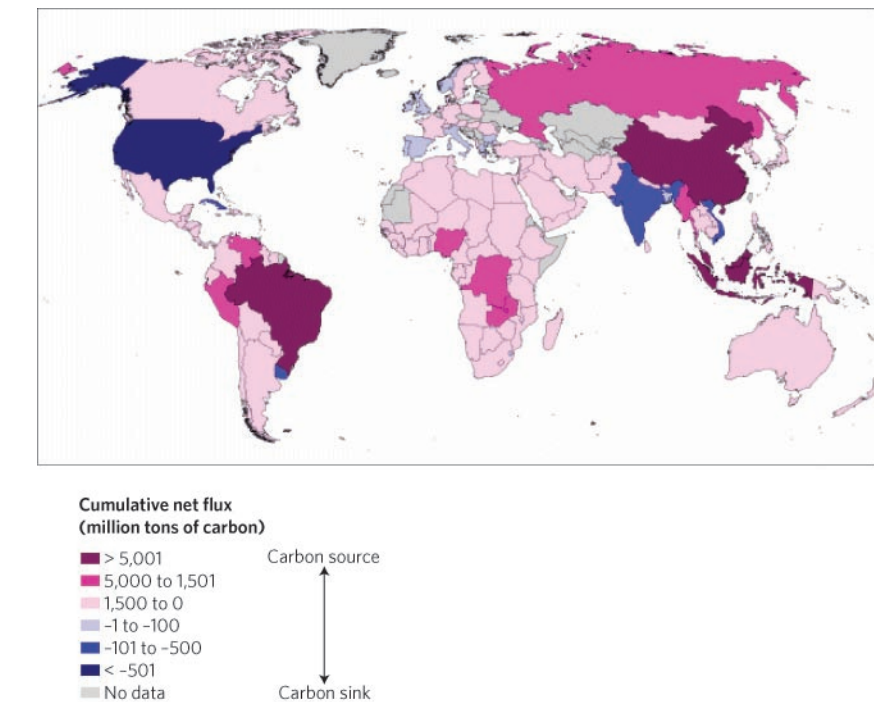 Cumulative net flux
(million tons of carbon)
> 5,001
Carbon source
5,000 to 1,501
1,500 to 0
–1 to –100
–101 to –500
< –501
No data
Carbon sink